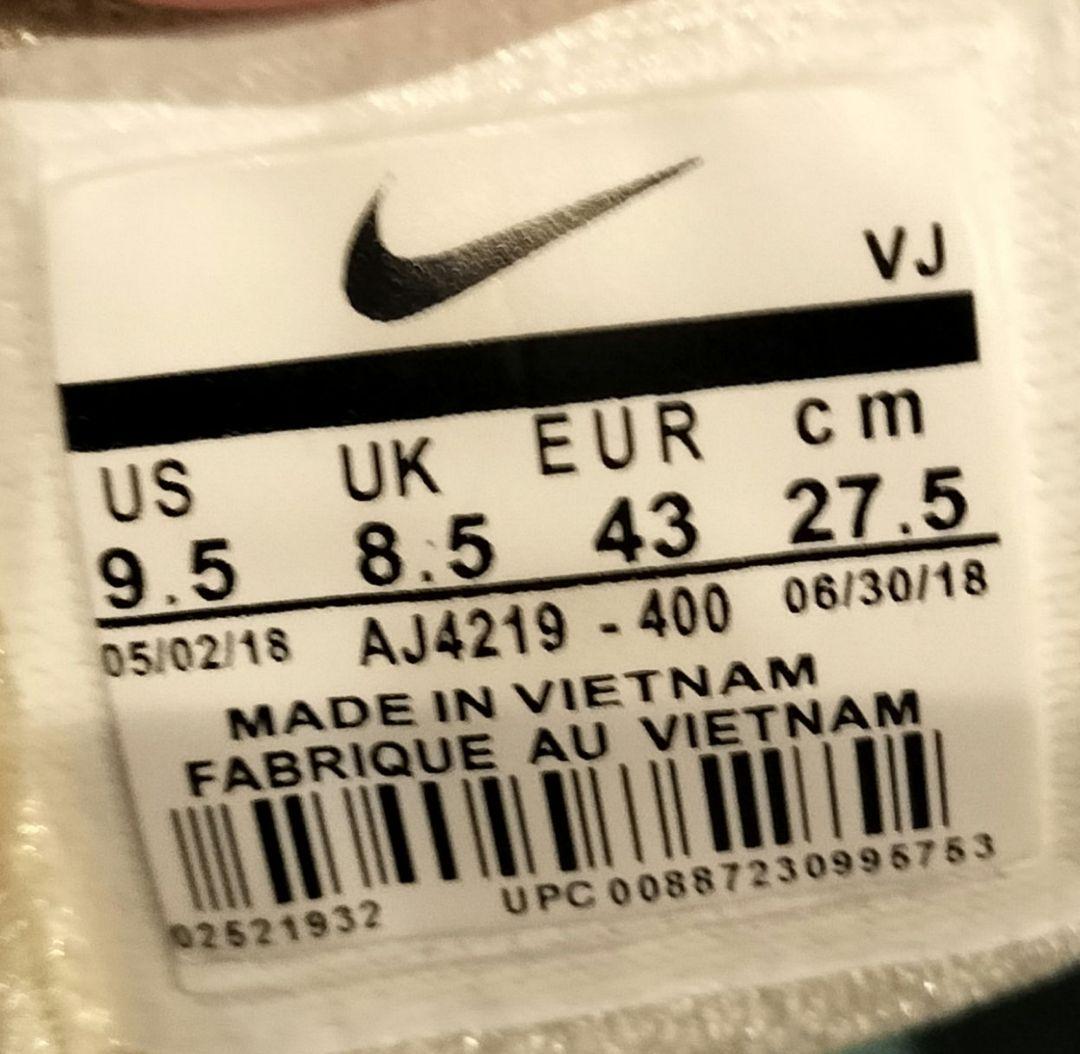 VJ
US UK EUR cm
9.5 8.5 43 27.5
05/02/18 AJ4219 - 400 06/30/18
MADE IN VIETNAM
FABRIQUE AU VIETNAM
02521932 UPC 00887230995753